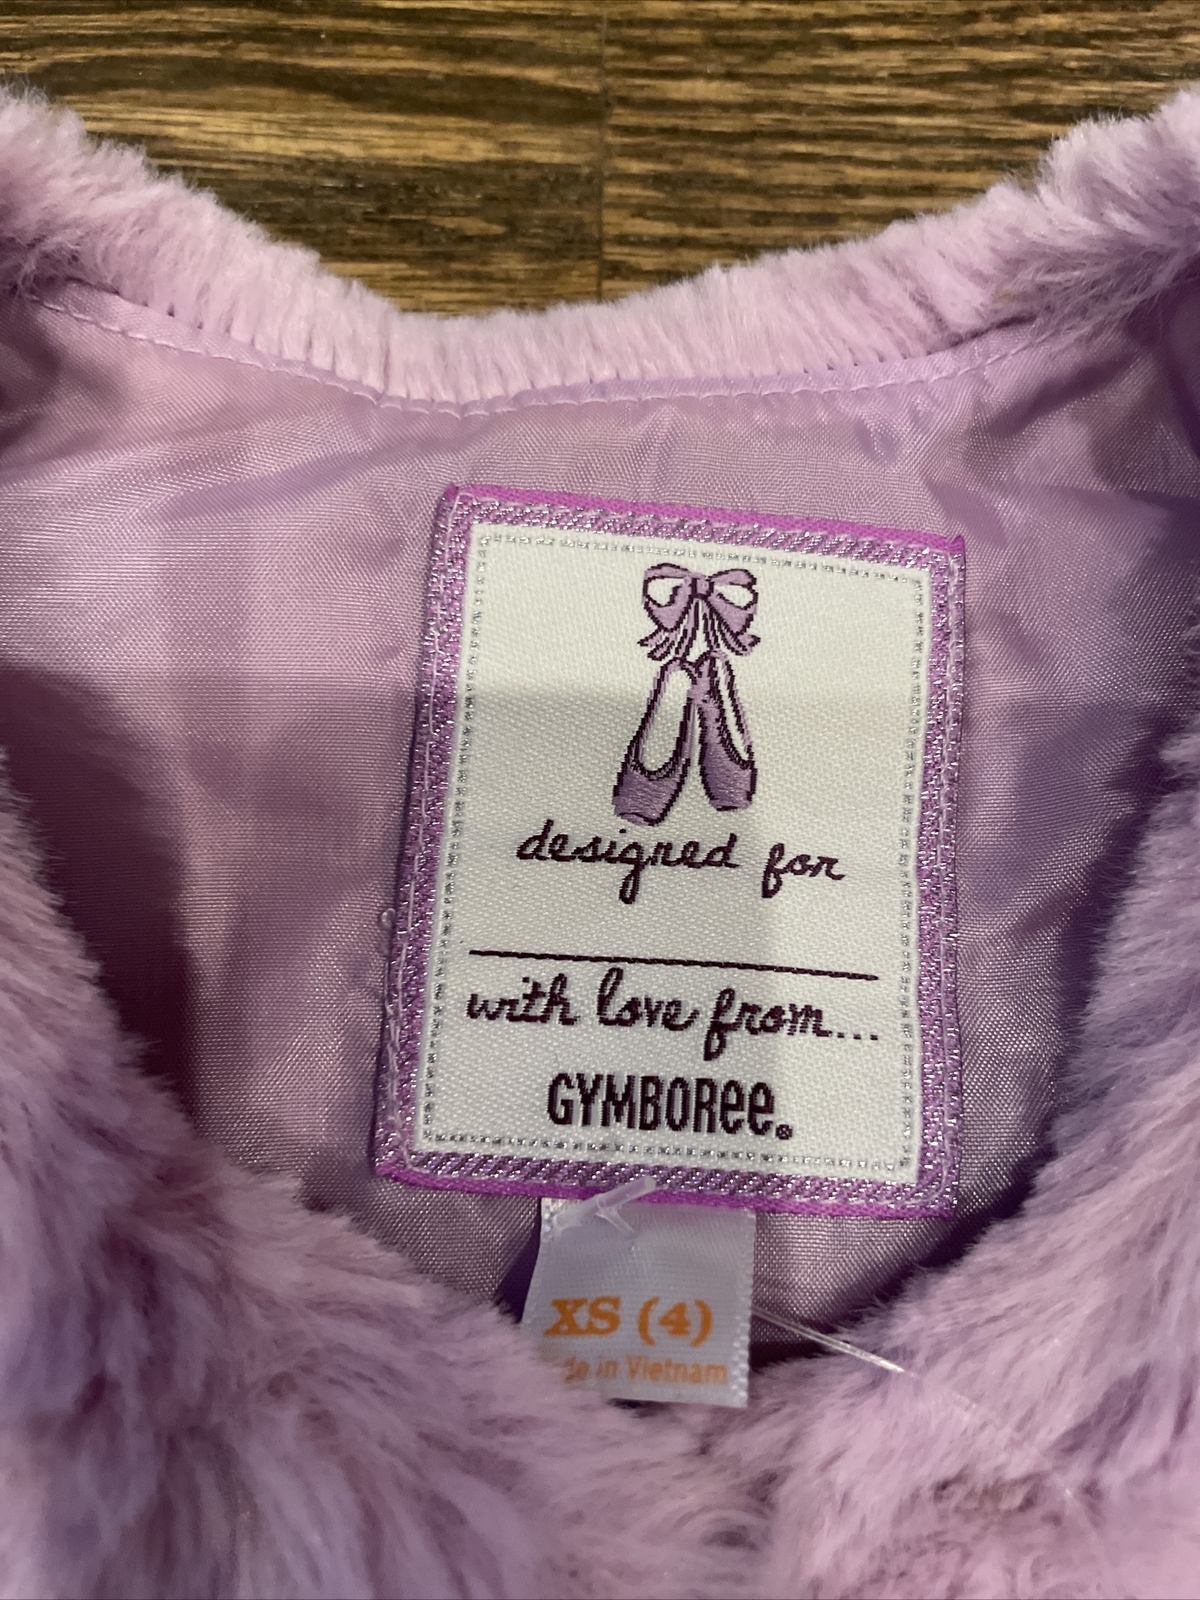 designed for
with love from...
GYMBOREE®
XS (4)
in Vietnam